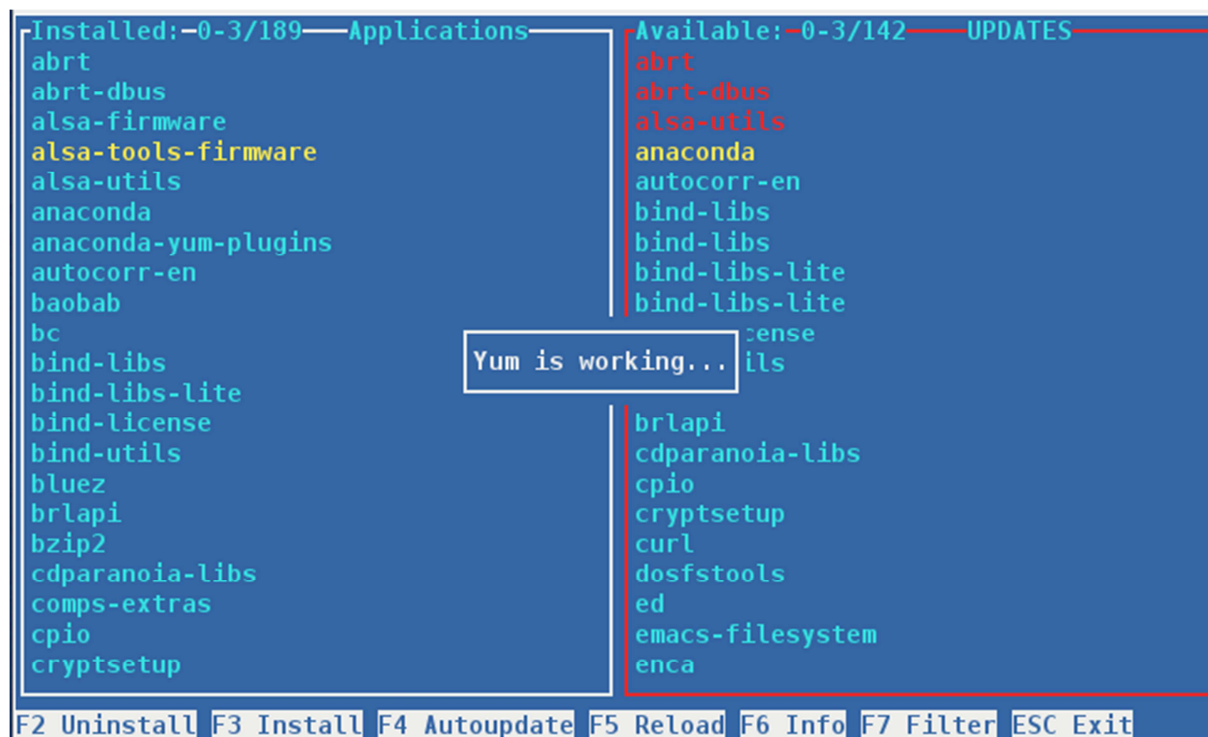 Installed: 0-3/189 Applications
abrt
abrt-dbus
alsa-firmware
alsa-tools-firmware
alsa-utils
anaconda
anaconda-yum-plugins
autocorr-en
baobab
bc
bind-libs
bind-libs-lite
bind-license
bind-utils
bluez
brlapi
bzip2
cdparanoia-libs
comps-extras
cpio
cryptsetup
Available: 0-3/142 UPDATES
abrt
abrt-dbus
alsa-utils
anaconda
autocorr-en
bind-libs
bind-libs
bind-libs-lite
bind-libs-lite
cense
ils
brlapi
cdparanoia-libs
cpio
cryptsetup
curl
dosfstools
ed
emacs-filesystem
enca
Yum is working...
F2 Uninstall F3 Install F4 Autoupdate F5 Reload F6 Info F7 Filter ESC Exit